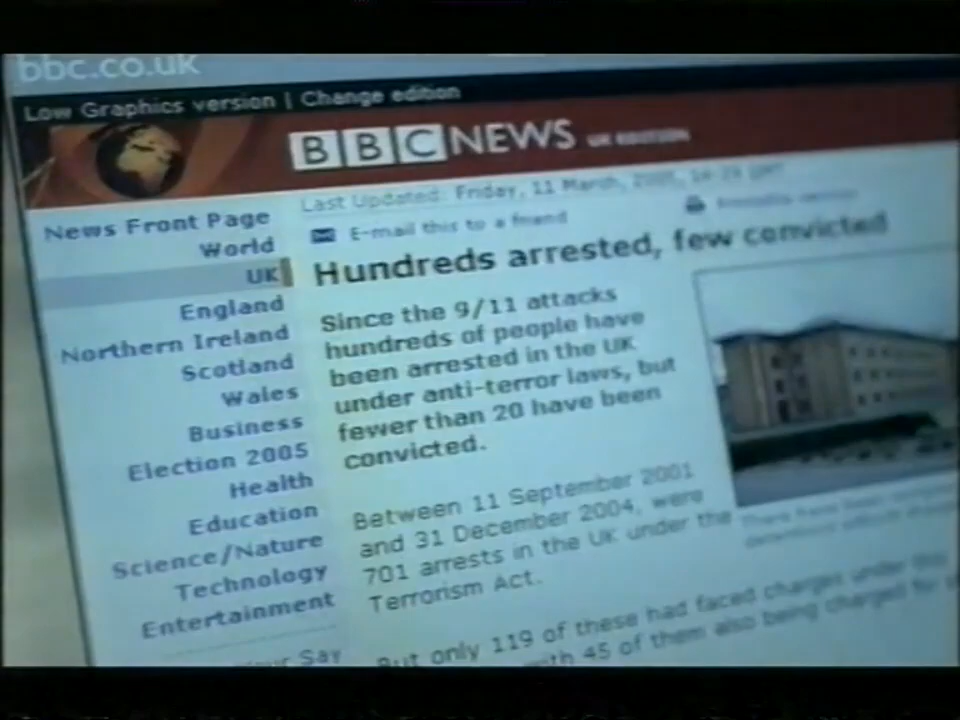 bbc.co.uk
Low Graphics version | Change edition
BBC NEWS UK EDITION
Last Updated: Friday, 11 March,
E-mail this to a friend
Hundreds arrested, few convicted
News Front Page
World
UK
England
Northern Ireland
Scotland
Wales
Business
Election 2005
Health
Education
Science/Nature
Technology
Entertainment
Your Say
Since the 9/11 attacks
hundreds of people have
been arrested in the UK
under anti-terror laws, but
fewer than 20 have been
convicted.
Between 11 September 2001
and 31 December 2004, were
701 arrests in the UK under the
Terrorism Act.
But only 119 of these had faced charges under this
with 45 of them also being charged for